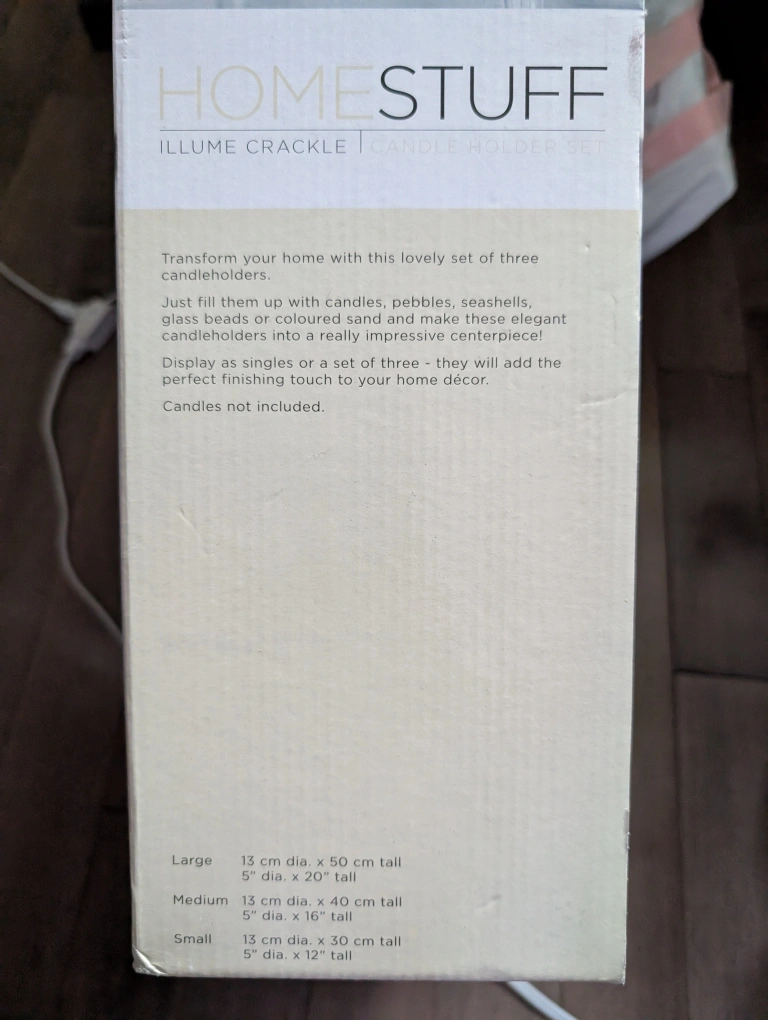 HOMESTUFF
ILLUME CRACKLE | CANDLE HOLDER SET
Transform your home with this lovely set of three
candleholders.
Just fill them up with candles, pebbles, seashells,
glass beads or coloured sand and make these elegant
candleholders into a really impressive centerpiece!
Display as singles or a set of three - they will add the
perfect finishing touch to your home décor.
Candles not included.
Large 13 cm dia. x 50 cm tall
5" dia. x 20" tall
Medium 13 cm dia. x 40 cm tall
5" dia. x 16" tall
Small 13 cm dia. x 30 cm tall
5" dia. x 12" tall